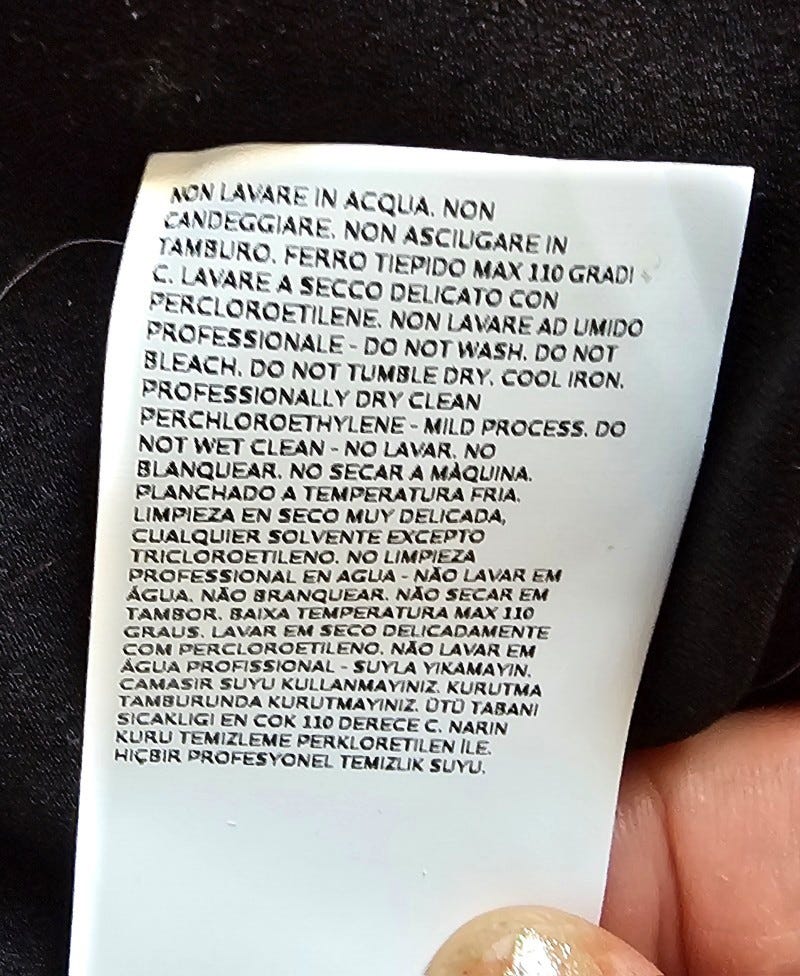 NON LAVARE IN ACQUA. NON
CANDEGGIARE. NON ASCIUGARE IN
TAMBURO. FERRO TIEPIDO MAX 110 GRADI
C. LAVARE A SECCO DELICATO CON
PERCLOROETILENE. NON LAVARE AD UMIDO
PROFESSIONALE - DO NOT WASH. DO NOT
BLEACH. DO NOT TUMBLE DRY. COOL IRON.
PROFESSIONALLY DRY CLEAN
PERCHLOROETHYLENE - MILD PROCESS. DO
NOT WET CLEAN - NO LAVAR. NO
BLANQUEAR. NO SECAR A MÀQUINA.
PLANCHADO A TEMPERATURA FRIA.
LIMPIEZA EN SECO MUY DELICADA,
CUALQUIER SOLVENTE EXCEPTO
TRICLOROETILENO. NO LIMPIEZA
PROFESSIONAL EN AGUA - NÃO LAVAR EM
ÁGUA. NÃO BRANQUEAR. NÃO SECAR EM
TAMBOR. BAIXA TEMPERATURA MAX 110
GRAUS. LAVAR EM SECO DELICADAMENTE
COM PERCLOROETILENO. NÃO LAVAR EM
ÁGUA PROFISSIONAL - SUYLA YIKAMAYIN.
CAMASIR SUYU KULLANMAYINIZ. KURUTMA
TAMBURUNDA KURUTMAYINIZ. ÜTÜ TABANI
SICAKLIGI EN COK 110 DERECE C. NARIN
KURU TEMIZLEME PERKLORETILEN İLE.
HIÇBIR PROFESYONEL TEMIZLIK SUYU.